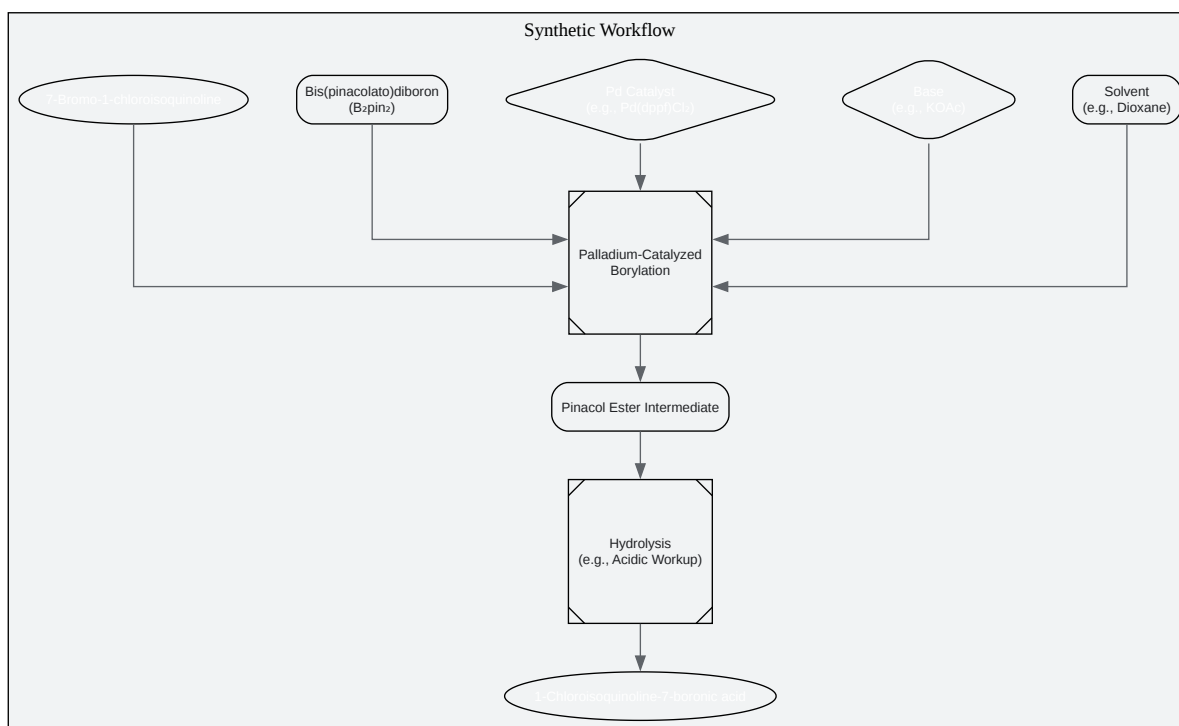 Synthetic Workflow
7-Bromo-1-chloroisoquinoline
Bis(pinacolato)diboron
(B₂pin₂)
Pd Catalyst
(e.g., Pd(dppf)Cl₂)
Base
(e.g., KOAc)
Solvent
(e.g., Dioxane)
Palladium-Catalyzed
Borylation
Pinacol Ester Intermediate
Hydrolysis
(e.g., Acidic Workup)
1-Chloroisoquinoline-7-boronic acid